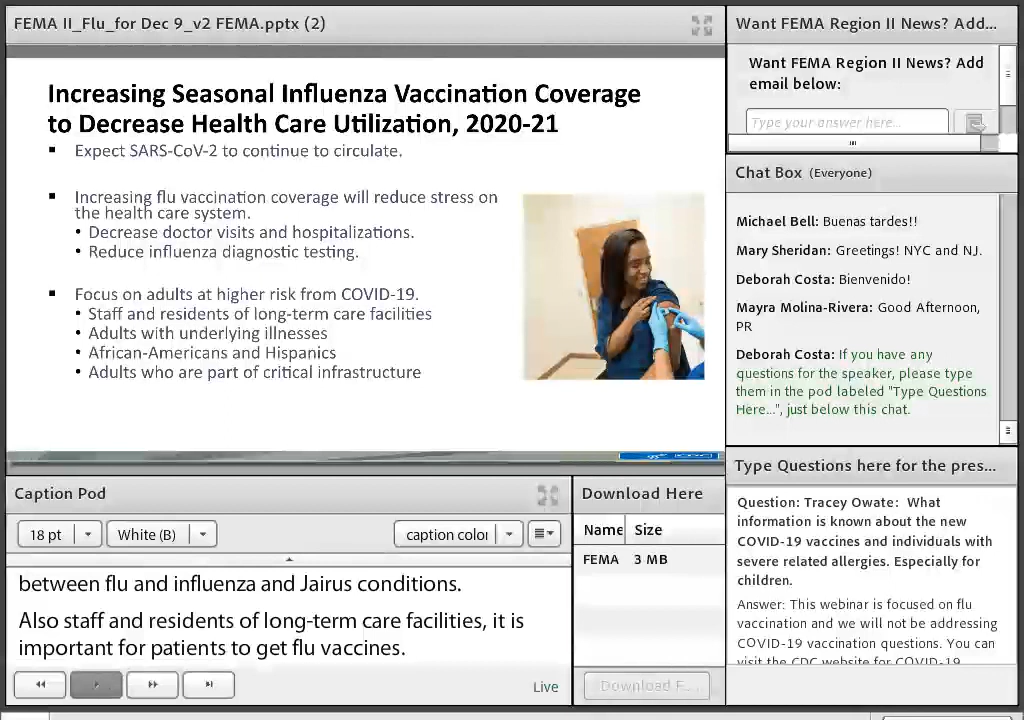 FEMA II_Flu_for Dec 9_v2 FEMA.pptx (2)
Increasing Seasonal Influenza Vaccination Coverage
to Decrease Health Care Utilization, 2020-21
Expect SARS-CoV-2 to continue to circulate.
Increasing flu vaccination coverage will reduce stress on
the health care system.
Decrease doctor visits and hospitalizations.
Reduce influenza diagnostic testing.
Focus on adults at higher risk from COVID-19.
Staff and residents of long-term care facilities
Adults with underlying illnesses
African-Americans and Hispanics
Adults who are part of critical infrastructure
Caption Pod
18 pt
White (B)
caption color
between flu and influenza and Jairus conditions.
Also staff and residents of long-term care facilities, it is
important for patients to get flu vaccines.
Live
Download Here
Name Size
FEMA 3 MB
Download F...
Want FEMA Region II News? Add...
Want FEMA Region II News? Add
email below:
Type your answer here...
Chat Box (Everyone)
Michael Bell: Buenas tardes!!
Mary Sheridan: Greetings! NYC and NJ.
Deborah Costa: Bienvenido!
Mayra Molina-Rivera: Good Afternoon,
PR
Deborah Costa: If you have any
questions for the speaker, please type
them in the pod labeled "Type Questions
Here...", just below this chat.
Type Questions here for the pres...
Question: Tracey Owate: What
information is known about the new
COVID-19 vaccines and individuals with
severe related allergies. Especially for
children.
Answer: This webinar is focused on flu
vaccination and we will not be addressing
COVID-19 vaccination questions. You can
visit the CDC website for COVID-19